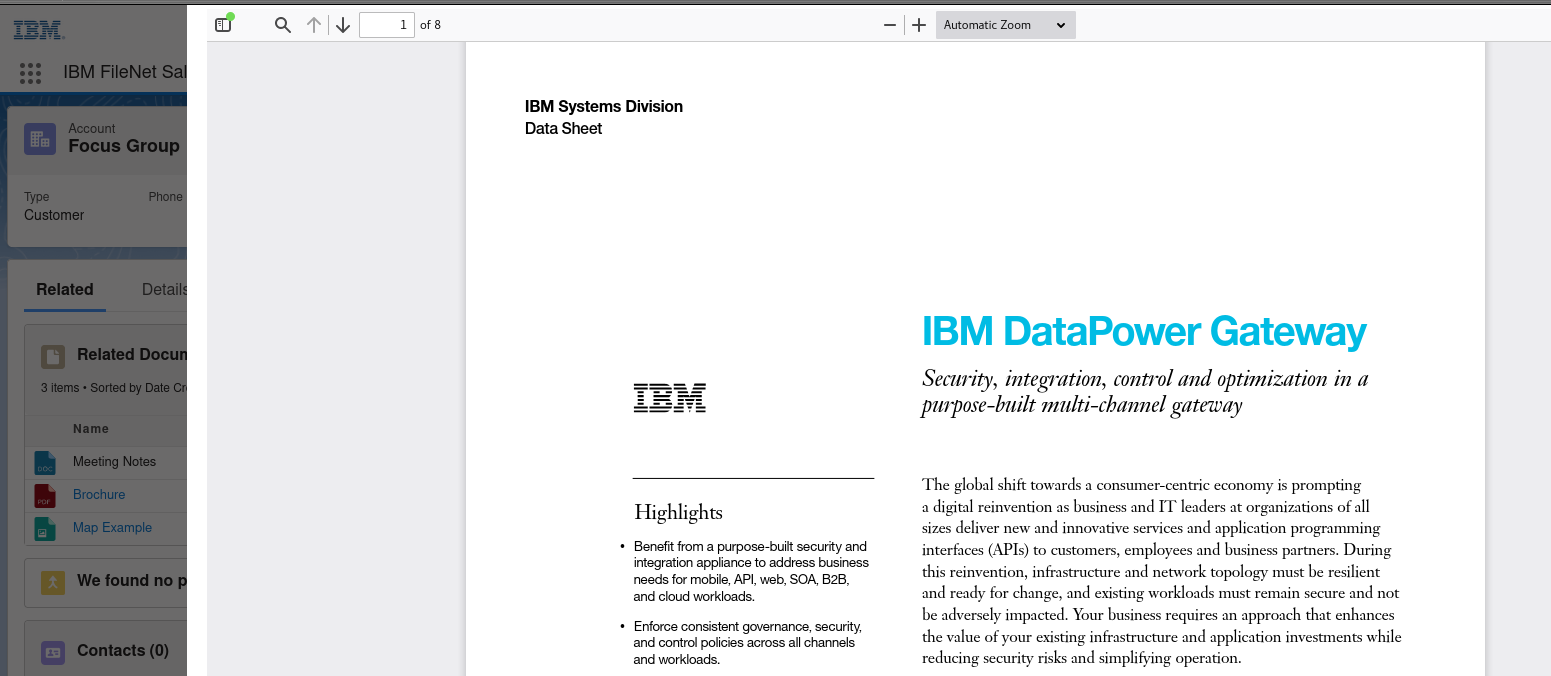 IBM
IBM FileNet Sal
Account
Focus Group
Type
Phone
Customer
Related
Details
Related Docum
3 items • Sorted by Date Cr
Name
DOC
Meeting Notes
PDF
Brochure
Map Example
We found no p
Contacts (0)
1 of 8
Automatic Zoom
IBM Systems Division
Data Sheet
IBM
IBM DataPower Gateway
Security, integration, control and optimization in a
purpose-built multi-channel gateway
Highlights
• Benefit from a purpose-built security and
integration appliance to address business
needs for mobile, API, web, SOA, B2B,
and cloud workloads.
• Enforce consistent governance, security,
and control policies across all channels
and workloads.
The global shift towards a consumer-centric economy is prompting
a digital reinvention as business and IT leaders at organizations of all
sizes deliver new and innovative services and application programming
interfaces (APIs) to customers, employees and business partners. During
this reinvention, infrastructure and network topology must be resilient
and ready for change, and existing workloads must remain secure and not
be adversely impacted. Your business requires an approach that enhances
the value of your existing infrastructure and application investments while
reducing security risks and simplifying operation.